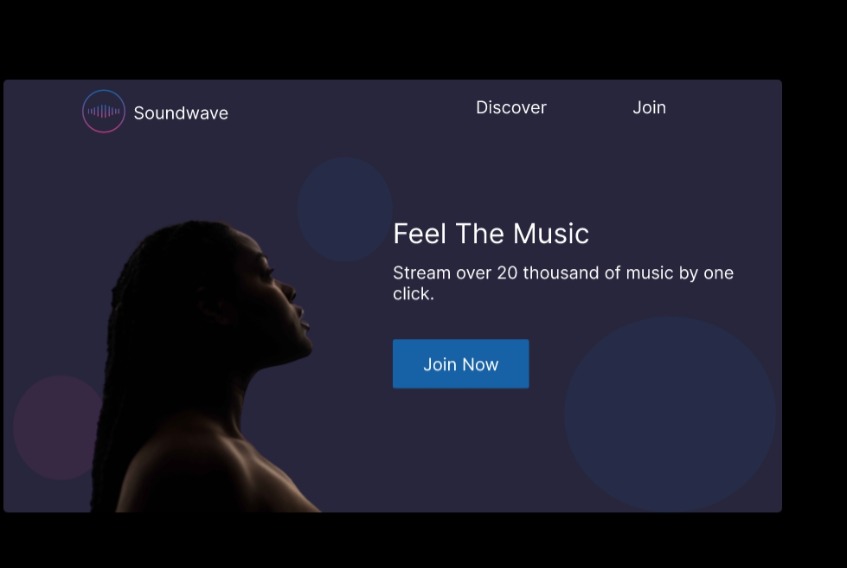 Soundwave
Discover
Join
Feel The Music
Stream over 20 thousand of music by one
click.
Join Now